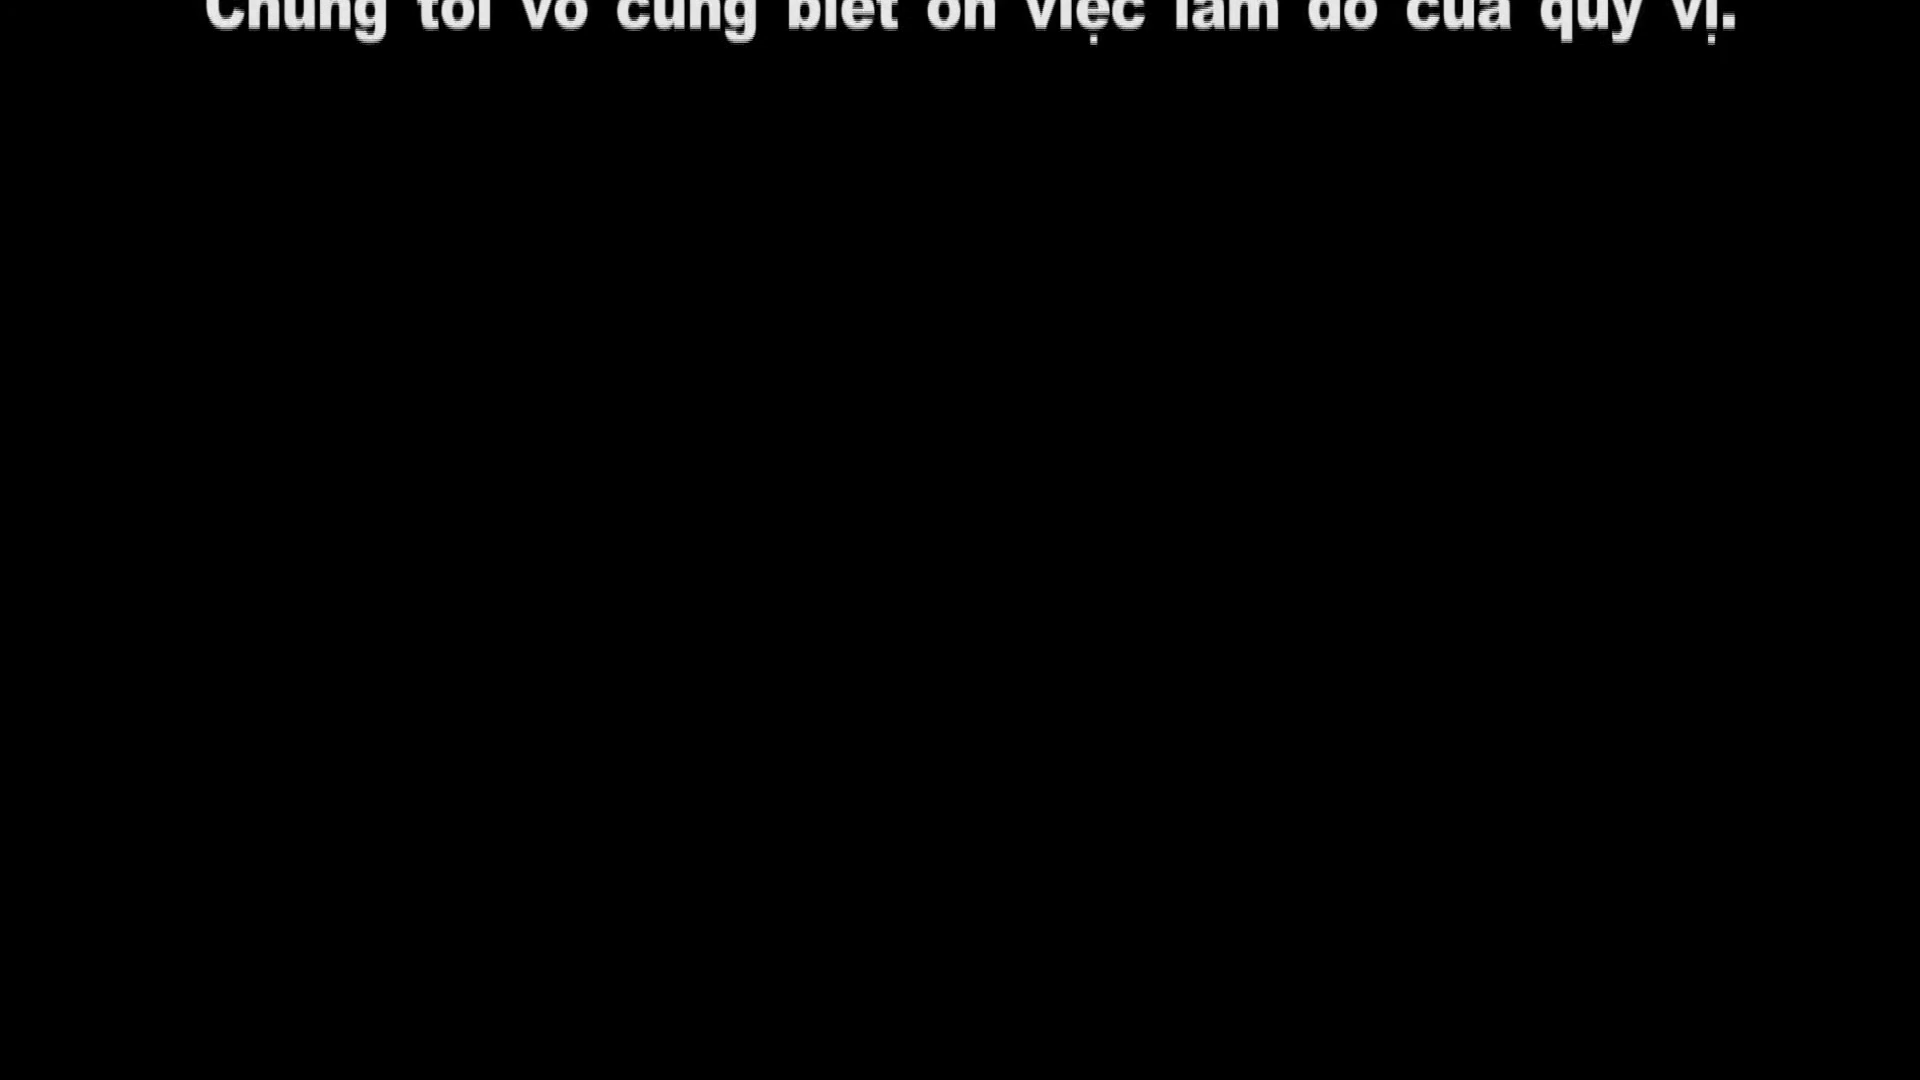 Chúng tôi vô cùng biết ơn việc làm đó của quý vị.